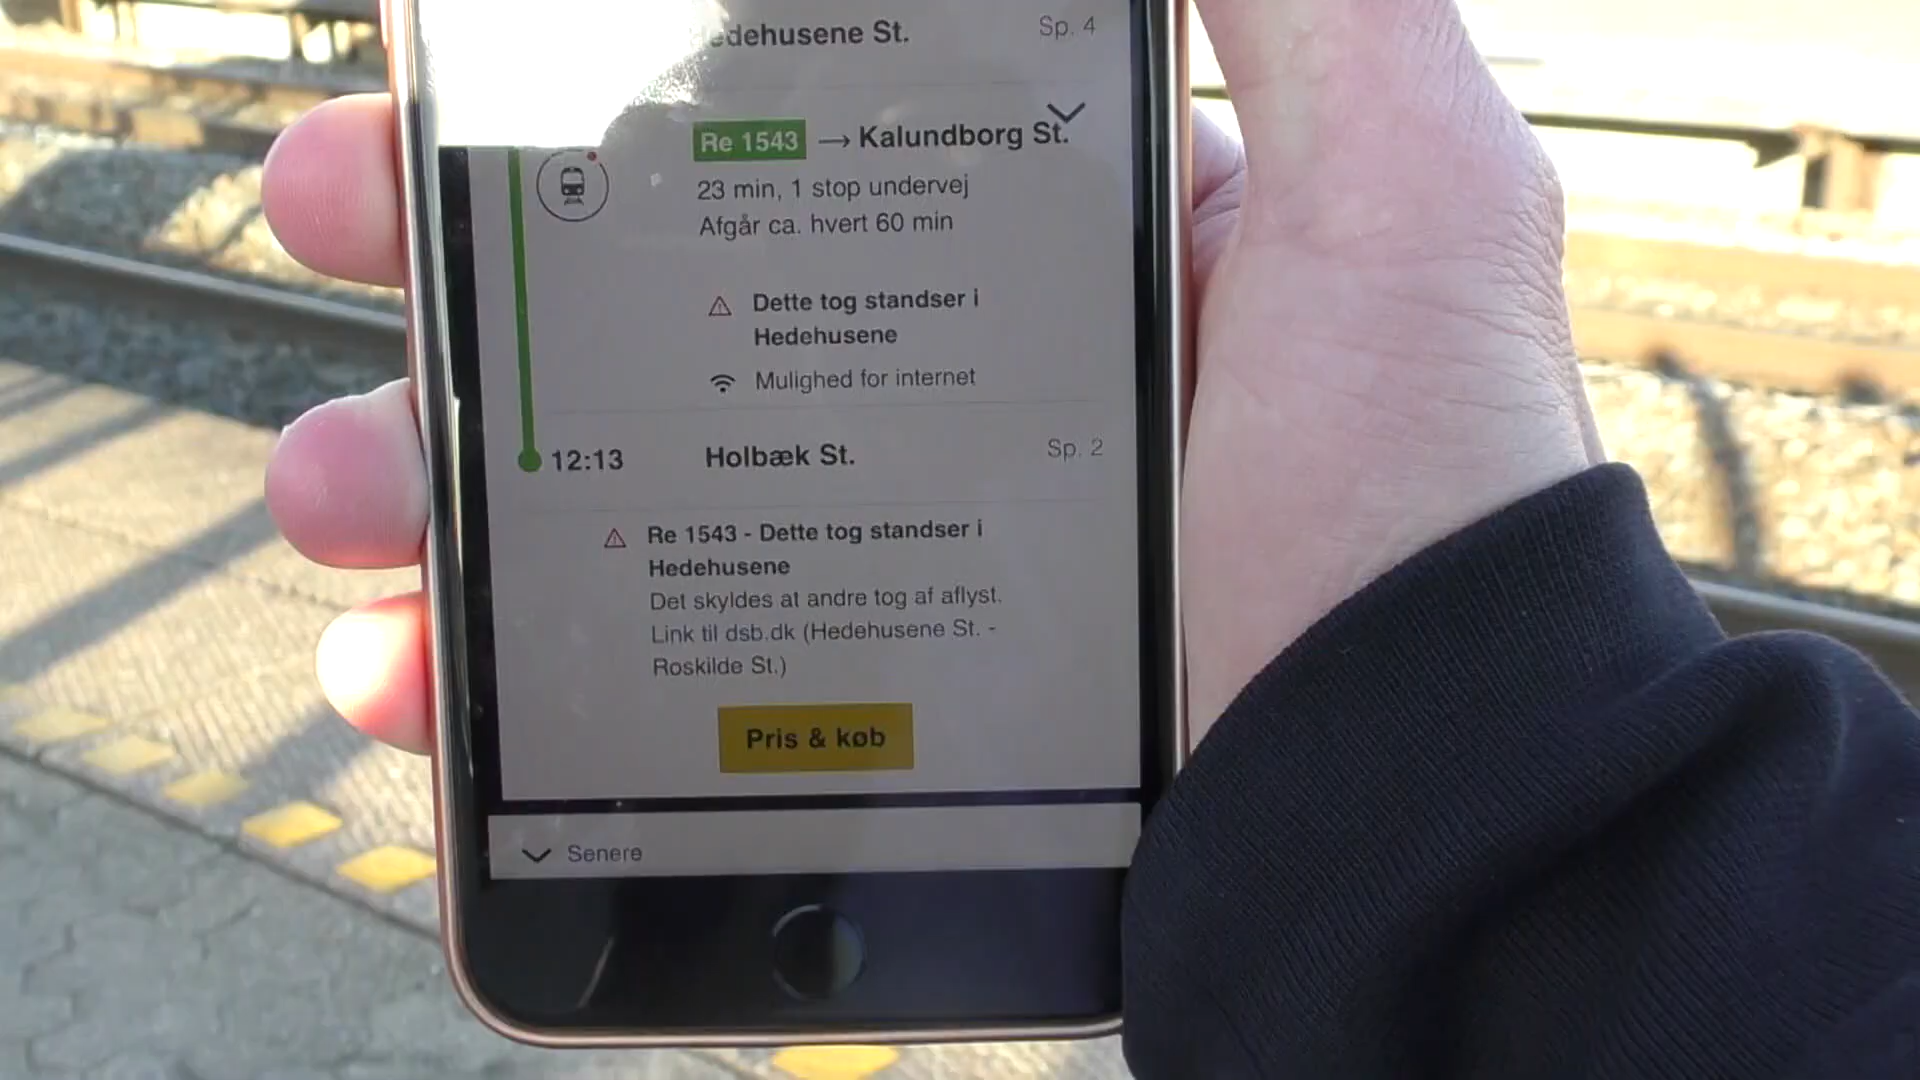 edehusene St. Sp. 4
Re 1543 → Kalundborg St.
23 min, 1 stop undervej
Afgår ca. hvert 60 min
Dette tog standser i
Hedehusene
Mulighed for internet
12:13 Holbæk St. Sp. 2
Re 1543 - Dette tog standser i
Hedehusene
Det skyldes at andre tog af aflyst.
Link til dsb.dk (Hedehusene St. -
Roskilde St.)
Pris & køb
Senere